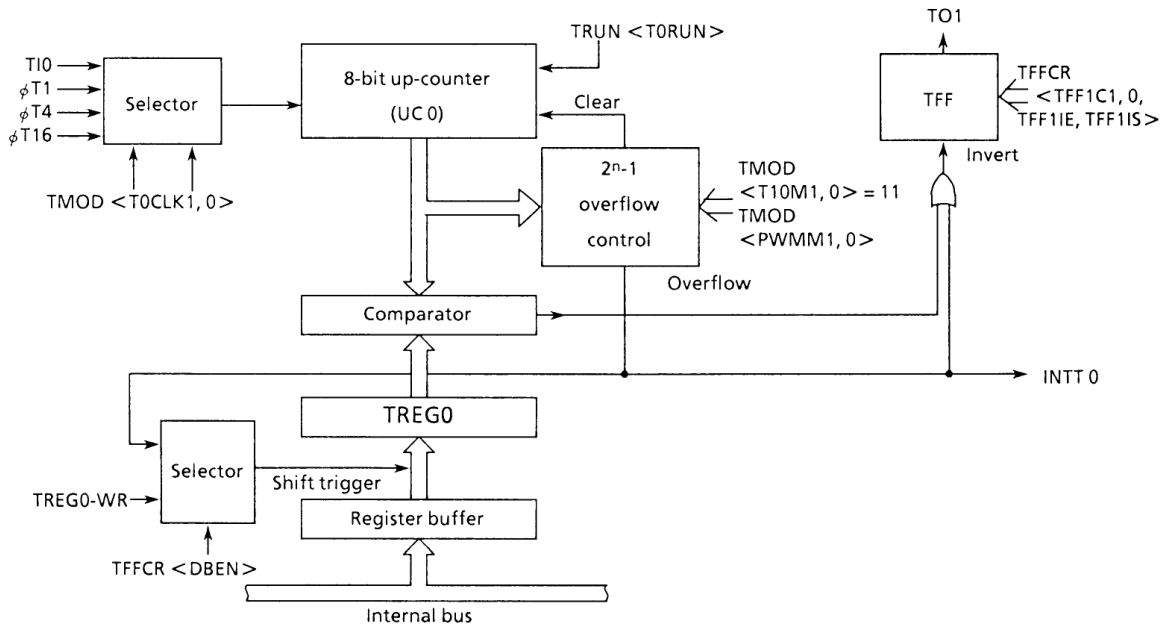 TI0
φT1
φT4
φT16
Selector
TMOD <T0CLK1, 0>
8-bit up-counter
(UC 0)
TRUN <T0RUN>
Clear
2ⁿ-1
overflow
control
TMOD
<T10M1, 0> = 11
TMOD
<PWMM1, 0>
Overflow
TO1
TFF
TFFCR
<TFF1C1, 0,
TFF1IE, TFF1IS>
Invert
Comparator
INTT 0
TREG0
Selector
Shift trigger
TREG0-WR
Register buffer
TFFCR <DBEN>
Internal bus